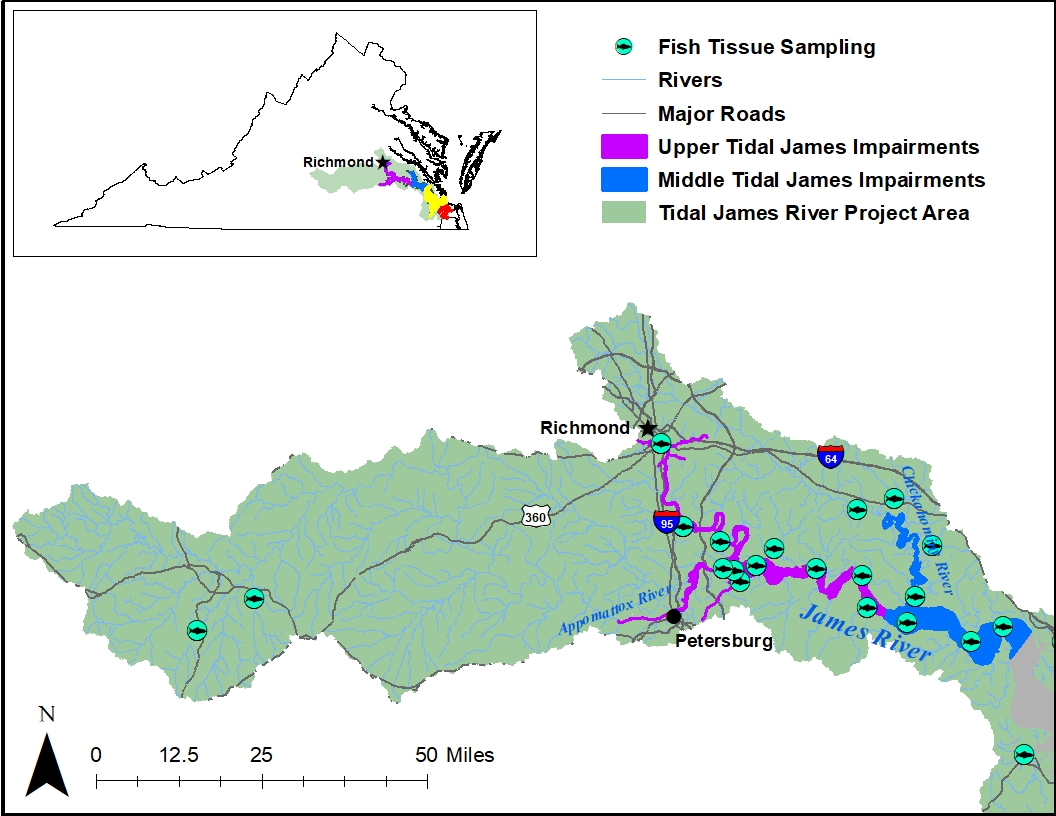 Richmond
Fish Tissue Sampling
Rivers
Major Roads
Upper Tidal James Impairments
Middle Tidal James Impairments
Tidal James River Project Area
Richmond
64
Chickahominy River
360
95
Appomattox River
James River
Petersburg
N
0 12.5 25 50 Miles